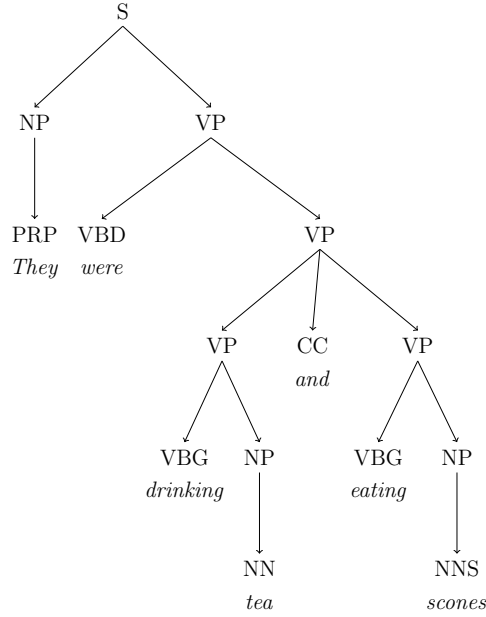 S
NP VP
PRP VBD VP
They were
VP CC VP
and
VBG NP VBG NP
drinking eating
NN NNS
tea scones